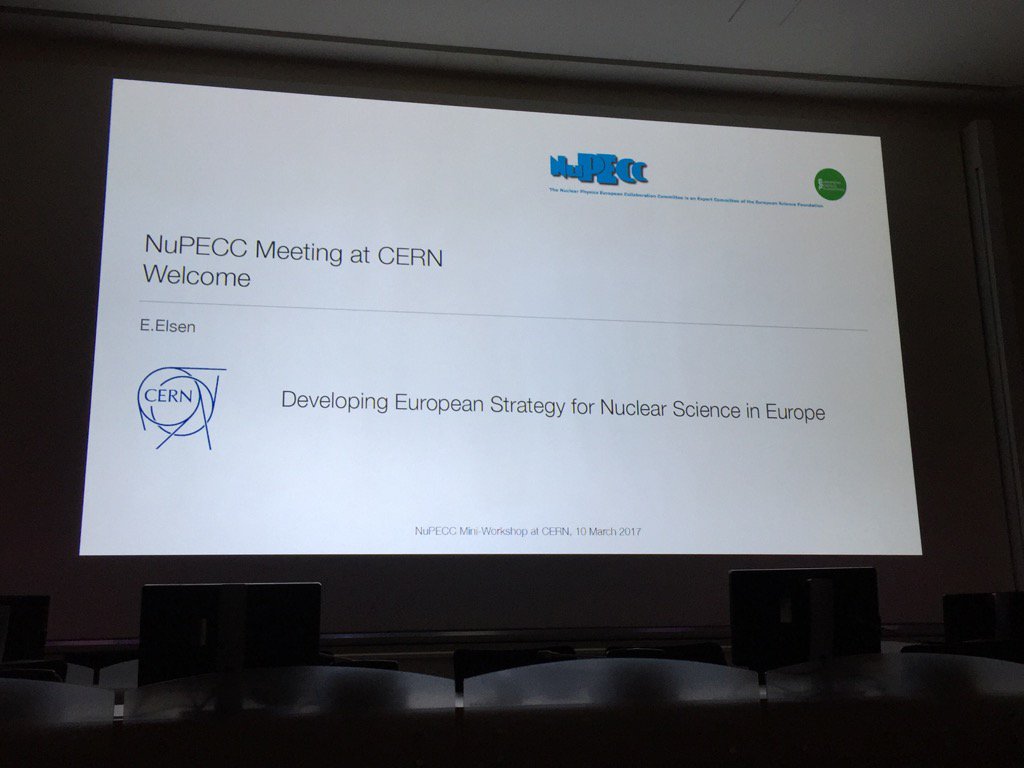 NuPECC
The Nuclear Physics European Collaboration Committee is an Expert Committee of the European Science Foundation
NuPECC Meeting at CERN
Welcome
E.Elsen
CERN
Developing European Strategy for Nuclear Science in Europe
NuPECC Mini-Workshop at CERN, 10 March 2017